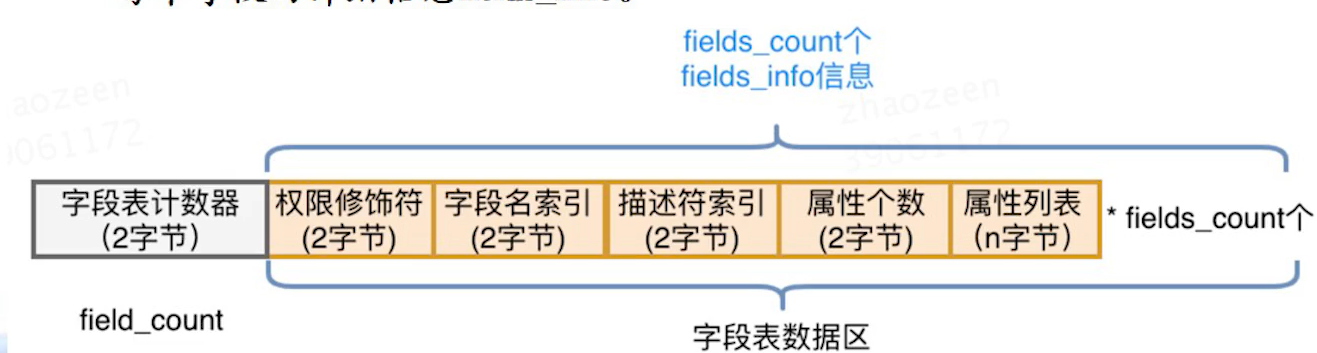 fields_count个
fields_info信息
aozeen
zhaozeen
061172
39061172
字段表计数器
（2字节）
权限修饰符
(2字节)
字段名索引
(2字节)
描述符索引
(2字节)
属性个数
(2字节)
属性列表
（n字节）
* fields_count个
field_count
字段表数据区